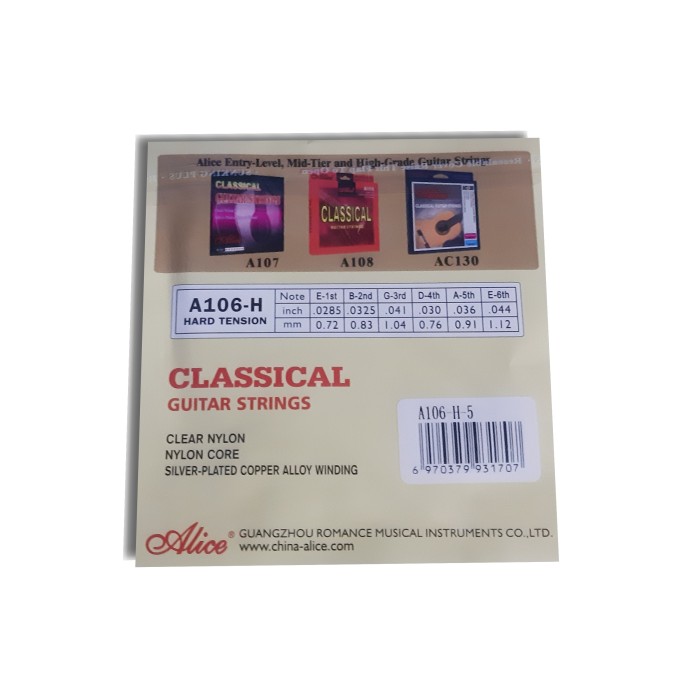 Alice Entry-Level, Mid-Tier and High-Grade Guitar Strings
CLASSICAL
CLASSICAL
A107 A108 AC130
A106-H
HARD TENSION
Note E-1st B-2nd G-3rd D-4th A-5th E-6th
inch .0285 .0325 .041 .030 .036 .044
mm 0.72 0.83 1.04 0.76 0.91 1.12
CLASSICAL
GUITAR STRINGS
CLEAR NYLON
NYLON CORE
SILVER-PLATED COPPER ALLOY WINDING
A106-H-5
6 970379 931707
Alice® GUANGZHOU ROMANCE MUSICAL INSTRUMENTS CO.,LTD.
www.china-alice.com